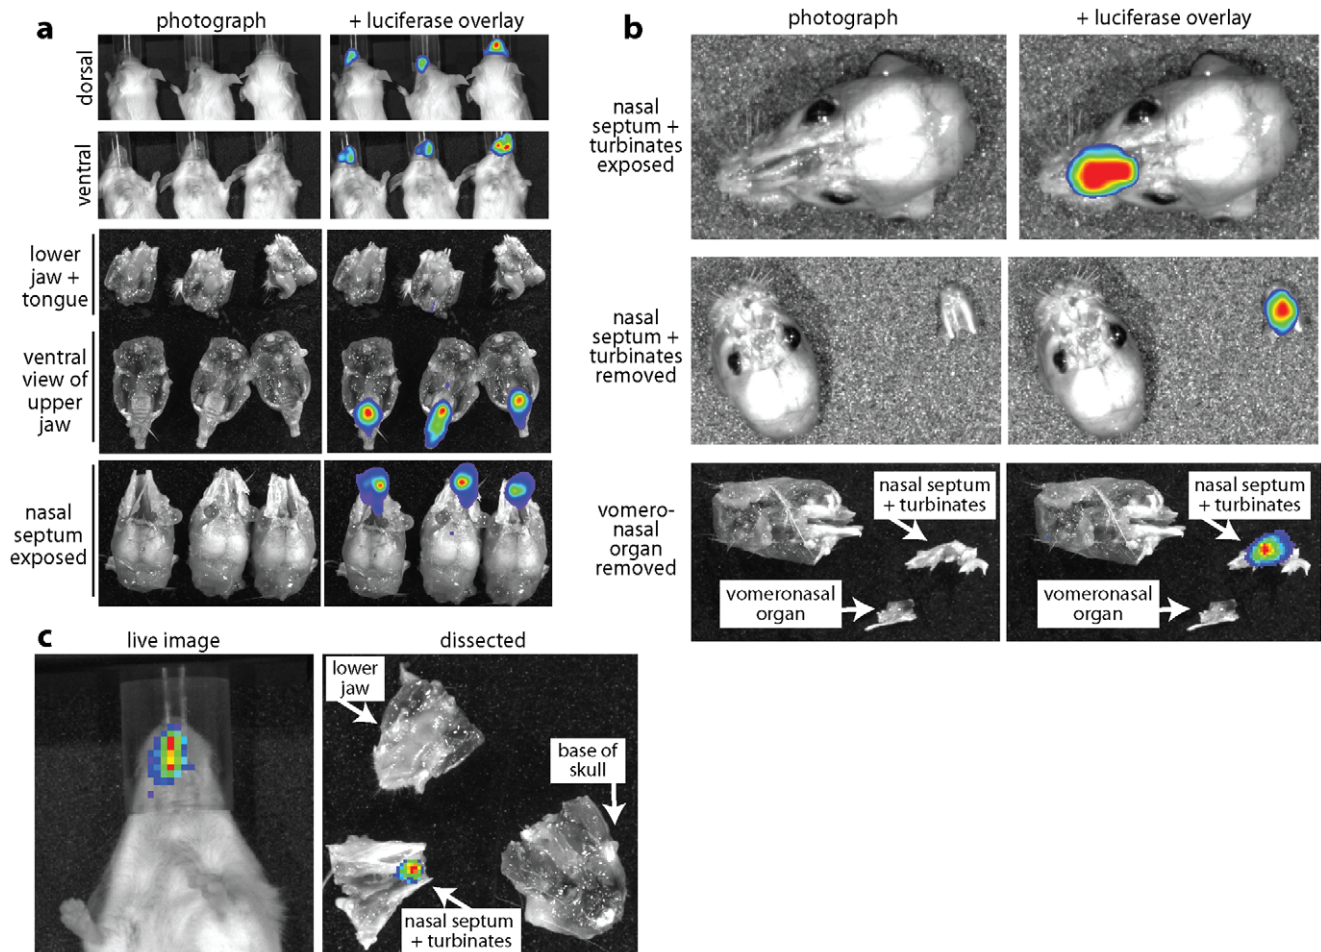 a
photograph
+ luciferase overlay
dorsal
ventral
lower
jaw +
tongue
ventral
view of
upper
jaw
nasal
septum
exposed
b
photograph
+ luciferase overlay
nasal
septum +
turbinates
exposed
nasal
septum +
turbinates
removed
vomero-
nasal
organ
removed
nasal septum
+ turbinates
vomeronasal
organ
nasal septum
+ turbinates
vomeronasal
organ
c
live image
dissected
lower
jaw
base of
skull
nasal septum
+ turbinates